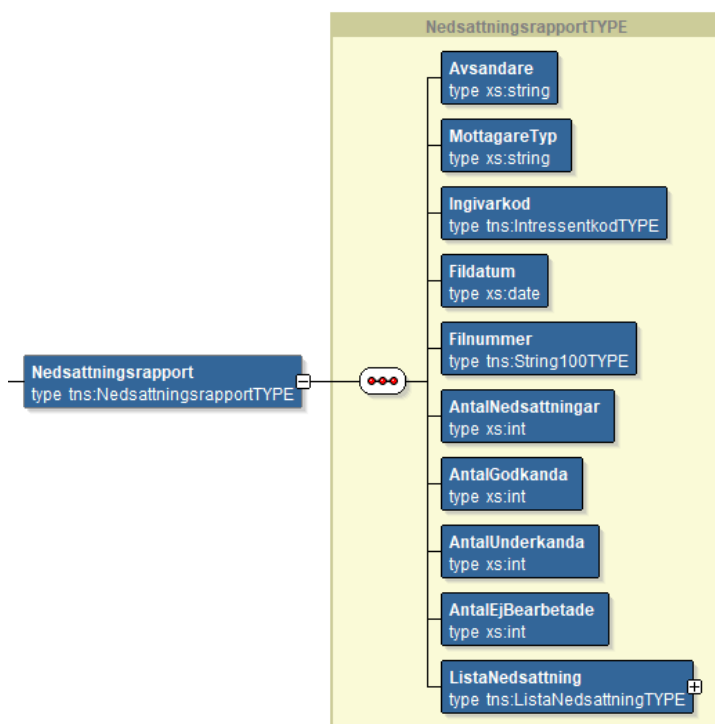 NedsattningsrapportTYPE
Avsandare
type xs:string
MottagareTyp
type xs:string
Ingivarkod
type tns:IntressentkodTYPE
Fildatum
type xs:date
Filnummer
type tns:String100TYPE
Nedsattningsrapport
type tns:NedsattningsrapportTYPE
AntalNedsattningar
type xs:int
AntalGodkanda
type xs:int
AntalUnderkanda
type xs:int
AntalEjBearbetade
type xs:int
ListaNedsattning
type tns:ListaNedsattningTYPE